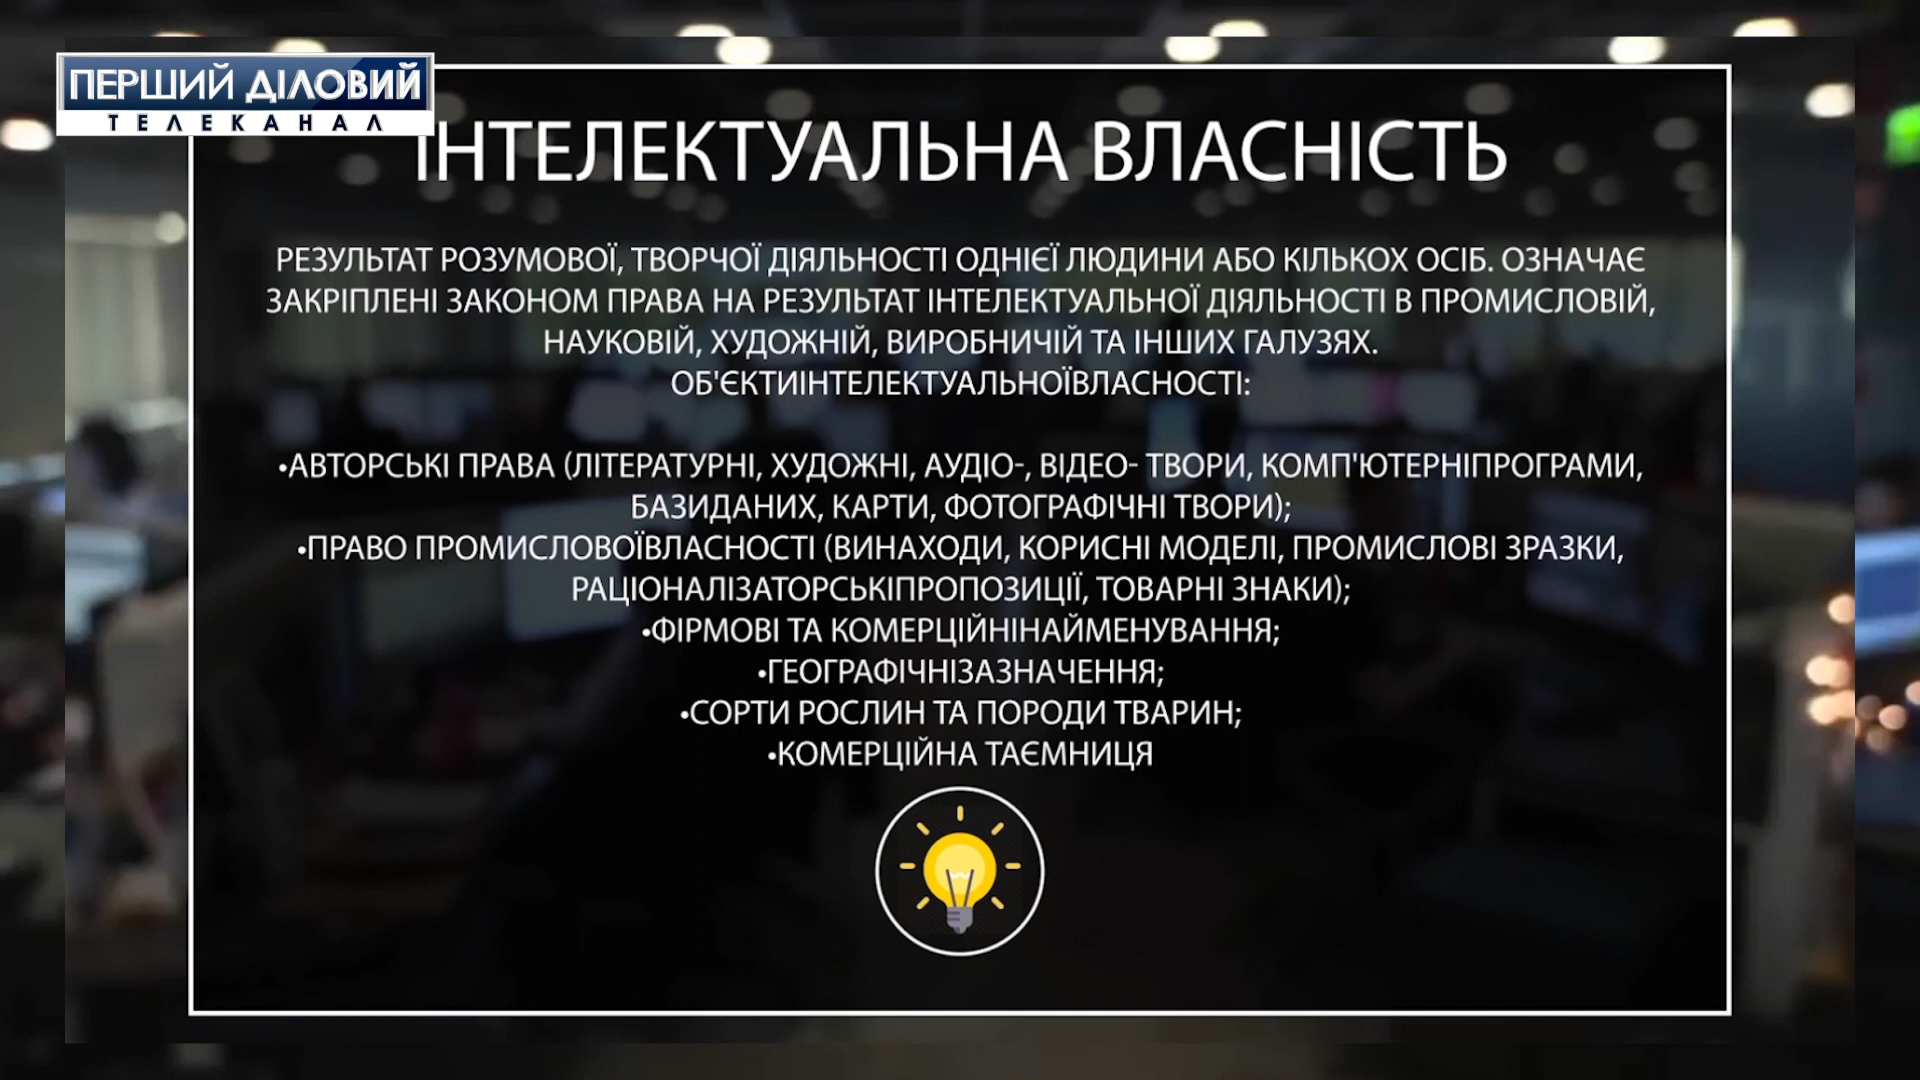 ПЕРШИЙ ДІЛОВИЙ
ТЕЛЕКАНАЛ
ІНТЕЛЕКТУАЛЬНА ВЛАСНІСТЬ
РЕЗУЛЬТАТ РОЗУМОВОЇ, ТВОРЧОЇ ДІЯЛЬНОСТІ ОДНІЄЇ ЛЮДИНИ АБО КІЛЬКОХ ОСІБ. ОЗНАЧАЄ
ЗАКРІПЛЕНІ ЗАКОНОМ ПРАВА НА РЕЗУЛЬТАТ ІНТЕЛЕКТУАЛЬНОЇ ДІЯЛЬНОСТІ В ПРОМИСЛОВІЙ,
НАУКОВІЙ, ХУДОЖНІЙ, ВИРОБНИЧІЙ ТА ІНШИХ ГАЛУЗЯХ.
ОБ'ЄКТИІНТЕЛЕКТУАЛЬНОЇВЛАСНОСТІ:
•АВТОРСЬКІ ПРАВА (ЛІТЕРАТУРНІ, ХУДОЖНІ, АУДІО-, ВІДЕО- ТВОРИ, КОМП'ЮТЕРНІПРОГРАМИ,
БАЗИДАНИХ, КАРТИ, ФОТОГРАФІЧНІ ТВОРИ);
•ПРАВО ПРОМИСЛОВОЇВЛАСНОСТІ (ВИНАХОДИ, КОРИСНІ МОДЕЛІ, ПРОМИСЛОВІ ЗРАЗКИ,
РАЦІОНАЛІЗАТОРСЬКІПРОПОЗИЦІЇ, ТОВАРНІ ЗНАКИ);
•ФІРМОВІ ТА КОМЕРЦІЙНІНАЙМЕНУВАННЯ;
•ГЕОГРАФІЧНІЗАЗНАЧЕННЯ;
•СОРТИ РОСЛИН ТА ПОРОДИ ТВАРИН;
•КОМЕРЦІЙНА ТАЄМНИЦЯ